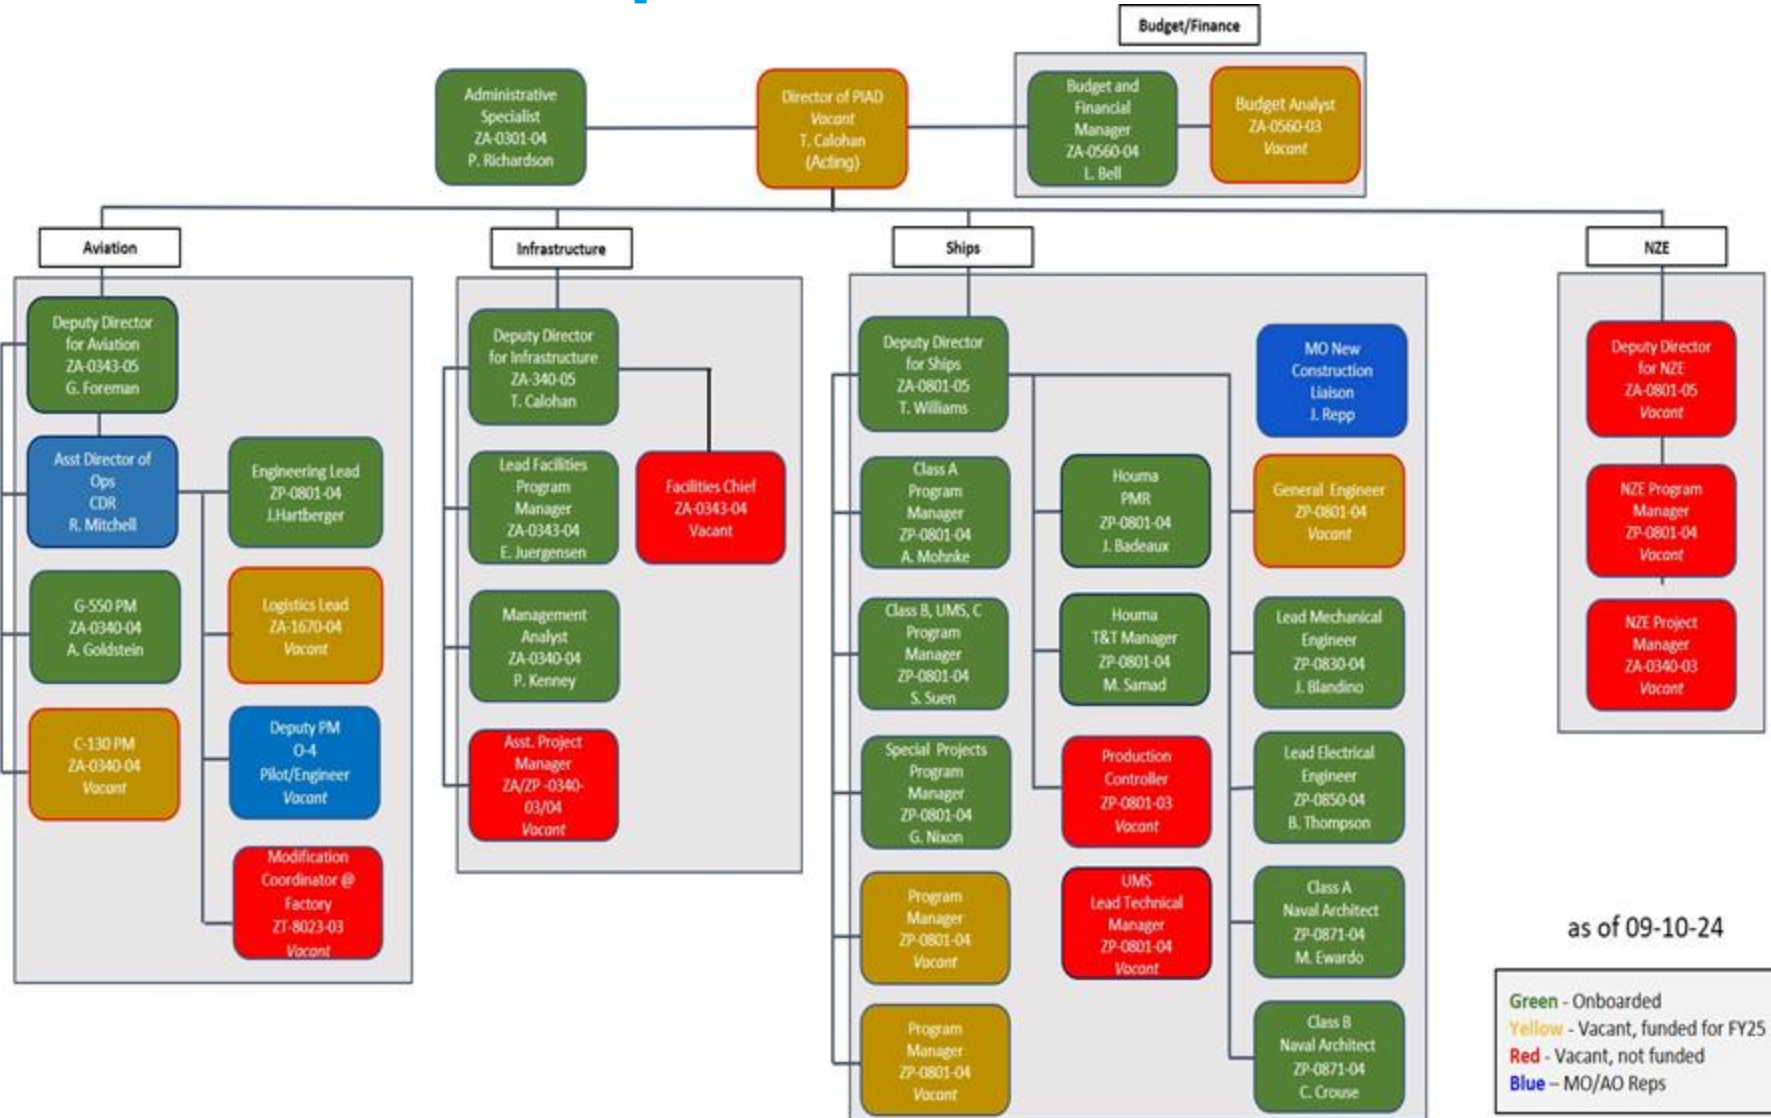 Budget/Finance
Administrative
Specialist
ZA-0301-04
P. Richardson
Director of PIAD
Vacant
T. Calohan
(Acting)
Budget and
Financial
Manager
ZA-0560-04
L. Bell
Budget Analyst
ZA-0560-03
Vacant
Aviation
Infrastructure
Ships
NZE
Deputy Director
for Aviation
ZA-0343-05
G. Foreman
Asst Director of
Ops
CDR
R. Mitchell
G-550 PM
ZA-0340-04
A. Goldstein
C-130 PM
ZA-0340-04
Vacant
Engineering Lead
ZP-0801-04
J.Hartberger
Logistics Lead
ZA-1670-04
Vacant
Deputy PM
O-4
Pilot/Engineer
Vacant
Modification
Coordinator @
Factory
ZT-8023-03
Vacant
Deputy Director
for Infrastructure
ZA-340-05
T. Calohan
Lead Facilities
Program
Manager
ZA-0343-04
E. Juergensen
Management
Analyst
ZA-0340-04
P. Kenney
Asst. Project
Manager
ZA/ZP -0340-
03/04
Vacant
Facilities Chief
ZA-0343-04
Vacant
Deputy Director
for Ships
ZA-0801-05
T. Williams
Class A
Program
Manager
ZP-0801-04
A. Mohnke
Class B, UMS, C
Program
Manager
ZP-0801-04
S. Suen
Special Projects
Program
Manager
ZP-0801-04
G. Nixon
Program
Manager
ZP-0801-04
Vacant
Program
Manager
ZP-0801-04
Vacant
Houma
PMR
ZP-0801-04
J. Badeaux
Houma
T&T Manager
ZP-0801-04
M. Samad
Production
Controller
ZP-0801-03
Vacant
UMS
Lead Technical
Manager
ZP-0801-04
Vacant
MO New
Construction
Liaison
J. Repp
General Engineer
ZP-0801-04
Vacant
Lead Mechanical
Engineer
ZP-0830-04
J. Blandino
Lead Electrical
Engineer
ZP-0850-04
B. Thompson
Class A
Naval Architect
ZP-0871-04
M. Ewardo
Class B
Naval Architect
ZP-0871-04
C. Crouse
Deputy Director
for NZE
ZA-0801-05
Vacant
NZE Program
Manager
ZP-0801-04
Vacant
NZE Project
Manager
ZA-0340-03
Vacant
as of 09-10-24
Green - Onboarded
Yellow - Vacant, funded for FY25
Red - Vacant, not funded
Blue – MO/AO Reps